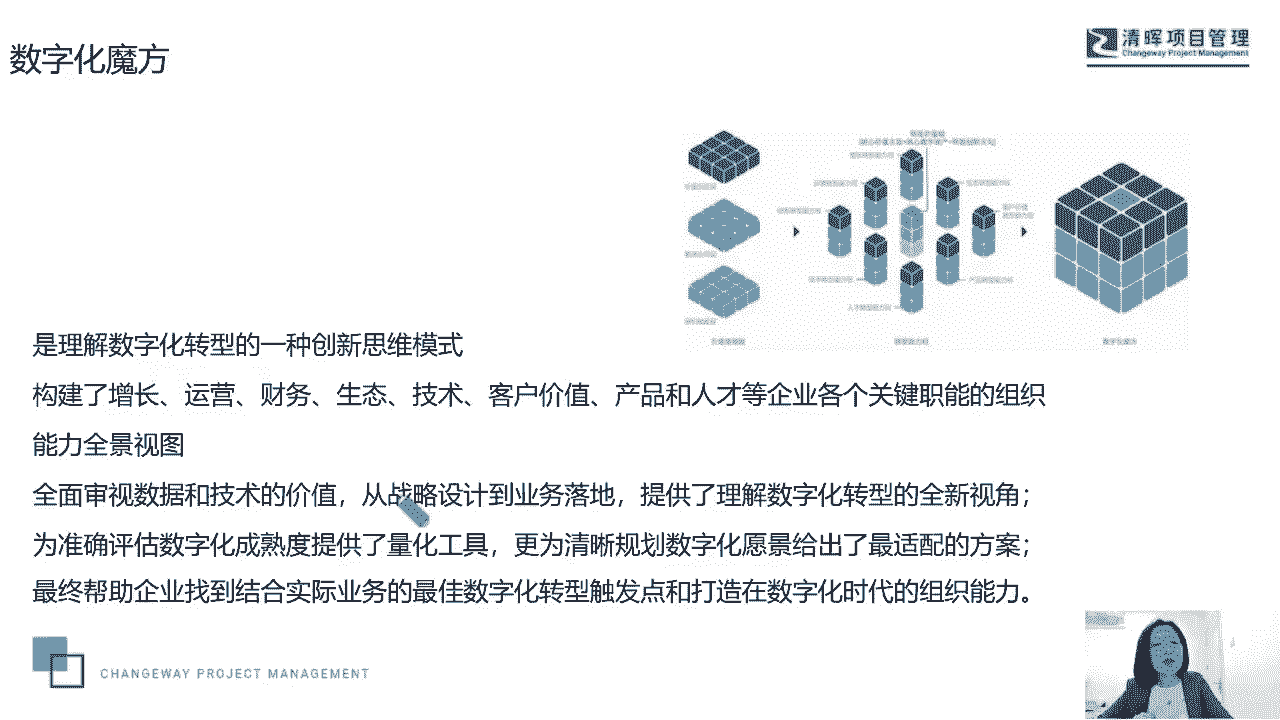 数字化魔方
清晖项目管理
Changeway Project Management
是理解数字化转型的一种创新思维模式
构建了增长、运营、财务、生态、技术、客户价值、产品和人才等企业各个关键职能的组织
能力全景视图
全面审视数据和技术的价值，从战略设计到业务落地，提供了理解数字化转型的全新视角；
为准确评估数字化成熟度提供了量化工具，更为清晰规划数字化愿景给出了最适配的方案；
最终帮助企业找到结合实际业务的最佳数字化转型触发点和打造在数字化时代的组织能力。
CHANGEWAY PROJECT MANAGEMENT